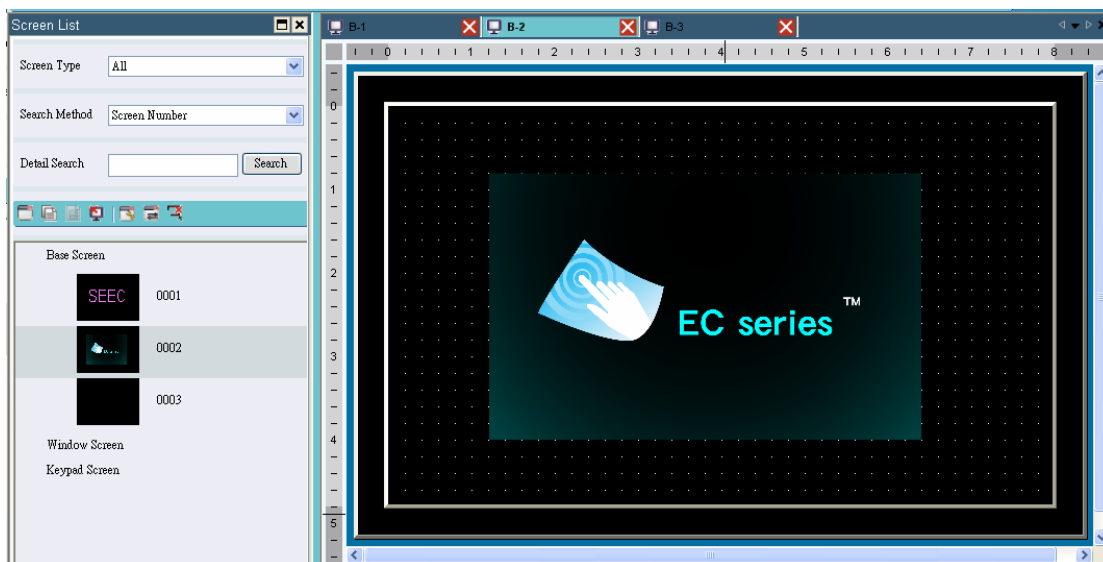 Screen List
B-1 B-2 B-3
0 1 2 3 4 5 6 7 8
Screen Type All
Search Method Screen Number
Detail Search Search
0
1
2
3
4
5
Base Screen
SEEC 0001
0002
0003
Window Screen
Keypad Screen
EC series ™